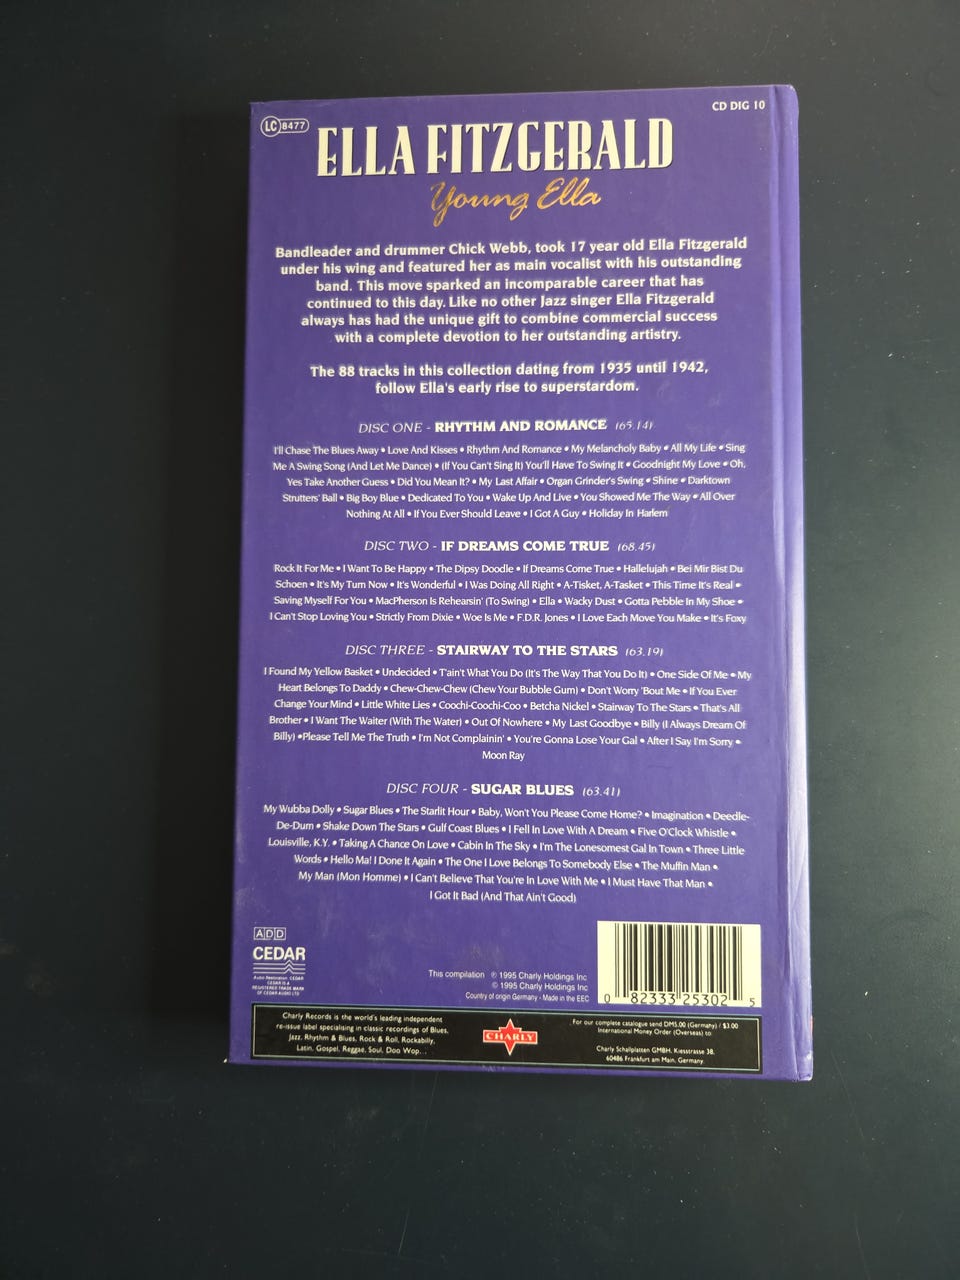 CD DIG 10
LC 8477
ELLA FITZGERALD
Young Ella
Bandleader and drummer Chick Webb, took 17 year old Ella Fitzgerald
under his wing and featured her as main vocalist with his outstanding
band. This move sparked an incomparable career that has
continued to this day. Like no other Jazz singer Ella Fitzgerald
always has had the unique gift to combine commercial success
with a complete devotion to her outstanding artistry.
The 88 tracks in this collection dating from 1935 until 1942,
follow Ella's early rise to superstardom.
DISC ONE - RHYTHM AND ROMANCE (65.14)
I'll Chase The Blues Away • Love And Kisses • Rhythm And Romance • My Melancholy Baby • All My Life • Sing
Me A Swing Song (And Let Me Dance) • (If You Can't Sing It) You'll Have To Swing It • Goodnight My Love • Oh,
Yes Take Another Guess • Did You Mean It? • My Last Affair • Organ Grinder's Swing • Shine • Darktown
Strutters' Ball • Big Boy Blue • Dedicated To You • Wake Up And Live • You Showed Me The Way • All Over
Nothing At All • If You Ever Should Leave • I Got A Guy • Holiday In Harlem
DISC TWO - IF DREAMS COME TRUE (68.45)
Rock It For Me • I Want To Be Happy • The Dipsy Doodle • If Dreams Come True • Hallelujah • Bei Mir Bist Du
Schoen • It's My Turn Now • It's Wonderful • I Was Doing All Right • A-Tisket, A-Tasket • This Time It's Real •
Saving Myself For You • MacPherson Is Rehearsin' (To Swing) • Ella • Wacky Dust • Gotta Pebble In My Shoe •
I Can't Stop Loving You • Strictly From Dixie • Woe Is Me • F.D.R. Jones • I Love Each Move You Make • It's Foxy
DISC THREE - STAIRWAY TO THE STARS (63.19)
I Found My Yellow Basket • Undecided • T'ain't What You Do (It's The Way That You Do It) • One Side Of Me • My
Heart Belongs To Daddy • Chew-Chew-Chew (Chew Your Bubble Gum) • Don't Worry 'Bout Me • If You Ever
Change Your Mind • Little White Lies • Coochi-Coochi-Coo • Betcha Nickel • Stairway To The Stars • That's All
Brother • I Want The Waiter (With The Water) • Out Of Nowhere • My Last Goodbye • Billy (I Always Dream Of
Billy) •Please Tell Me The Truth • I'm Not Complainin' • You're Gonna Lose Your Gal • After I Say I'm Sorry •
Moon Ray
DISC FOUR - SUGAR BLUES (63.41)
My Wubba Dolly • Sugar Blues • The Starlit Hour • Baby, Won't You Please Come Home? • Imagination • Deedle-
De-Dum • Shake Down The Stars • Gulf Coast Blues • I Fell In Love With A Dream • Five O'Clock Whistle •
Louisville, K.Y. • Taking A Chance On Love • Cabin In The Sky • I'm The Lonesomest Gal In Town • Three Little
Words • Hello Ma! I Done It Again • The One I Love Belongs To Somebody Else • The Muffin Man •
My Man (Mon Homme) • I Can't Believe That You're In Love With Me • I Must Have That Man •
I Got It Bad (And That Ain't Good)
ADD
CEDAR
Audio Restoration CEDAR
CEDAR IS A
REGISTERED TRADE MARK
OF CEDAR AUDIO LTD
This compilation ℗ 1995 Charly Holdings Inc
© 1995 Charly Holdings Inc
Country of origin Germany - Made in the EEC
0 82333 25302 5
Charly Records is the world's leading independent
re-issue label specialising in classic recordings of Blues,
Jazz, Rhythm & Blues, Rock & Roll, Rockabilly,
Latin, Gospel, Reggae, Soul, Doo Wop...
CHARLY
For our complete catalogue send DM5.00 (Germany) / $3.00
International Money Order (Overseas) to:
Charly Schallplatten GMBH, Kiesstrasse 38,
60486 Frankfurt am Main, Germany